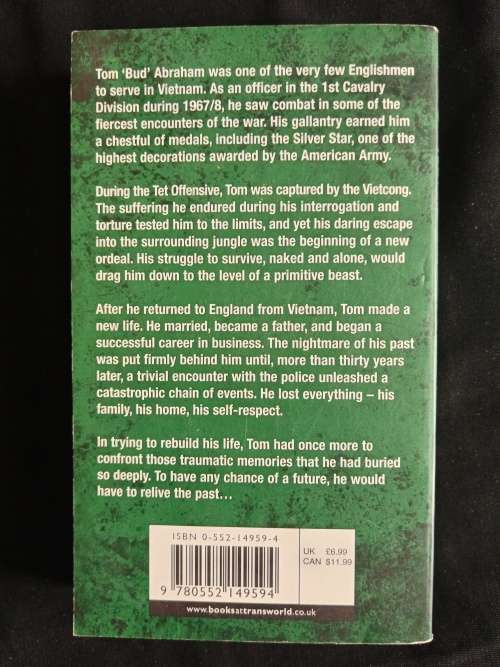 Tom ‘Bud’ Abraham was one of the very few Englishmen
to serve in Vietnam. As an officer in the 1st Cavalry
Division during 1967/8, he saw combat in some of the
fiercest encounters of the war. His gallantry earned him
a chestful of medals, including the Silver Star, one of the
highest decorations awarded by the American Army.
During the Tet Offensive, Tom was captured by the Vietcong.
The suffering he endured during his interrogation and
torture tested him to the limits, and yet his daring escape
into the surrounding jungle was the beginning of a new
ordeal. His struggle to survive, naked and alone, would
drag him down to the level of a primitive beast.
After he returned to England from Vietnam, Tom made a
new life. He married, became a father, and began a
successful career in business. The nightmare of his past
was put firmly behind him until, more than thirty years
later, a trivial encounter with the police unleashed a
catastrophic chain of events. He lost everything – his
family, his home, his self-respect.
In trying to rebuild his life, Tom had once more to
confront those traumatic memories that he had buried
so deeply. To have any chance of a future, he would
have to relive the past…
ISBN 0-552-14959-4
UK £6.99
CAN $11.99
9 780552 149594
www.booksattransworld.co.uk